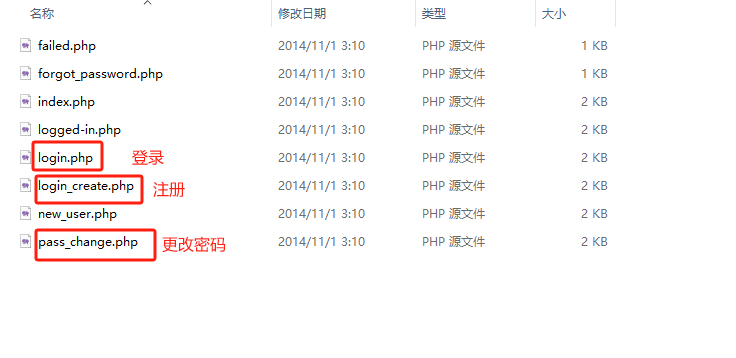 名称 修改日期 类型 大小
failed.php 2014/11/1 3:10 PHP 源文件 1 KB
forgot_password.php 2014/11/1 3:10 PHP 源文件 1 KB
index.php 2014/11/1 3:10 PHP 源文件 2 KB
logged-in.php 2014/11/1 3:10 PHP 源文件 2 KB
login.php 登录 2014/11/1 3:10 PHP 源文件 2 KB
login_create.php 注册 2014/11/1 3:10 PHP 源文件 2 KB
new_user.php 2014/11/1 3:10 PHP 源文件 2 KB
pass_change.php 更改密码 2014/11/1 3:10 PHP 源文件 2 KB